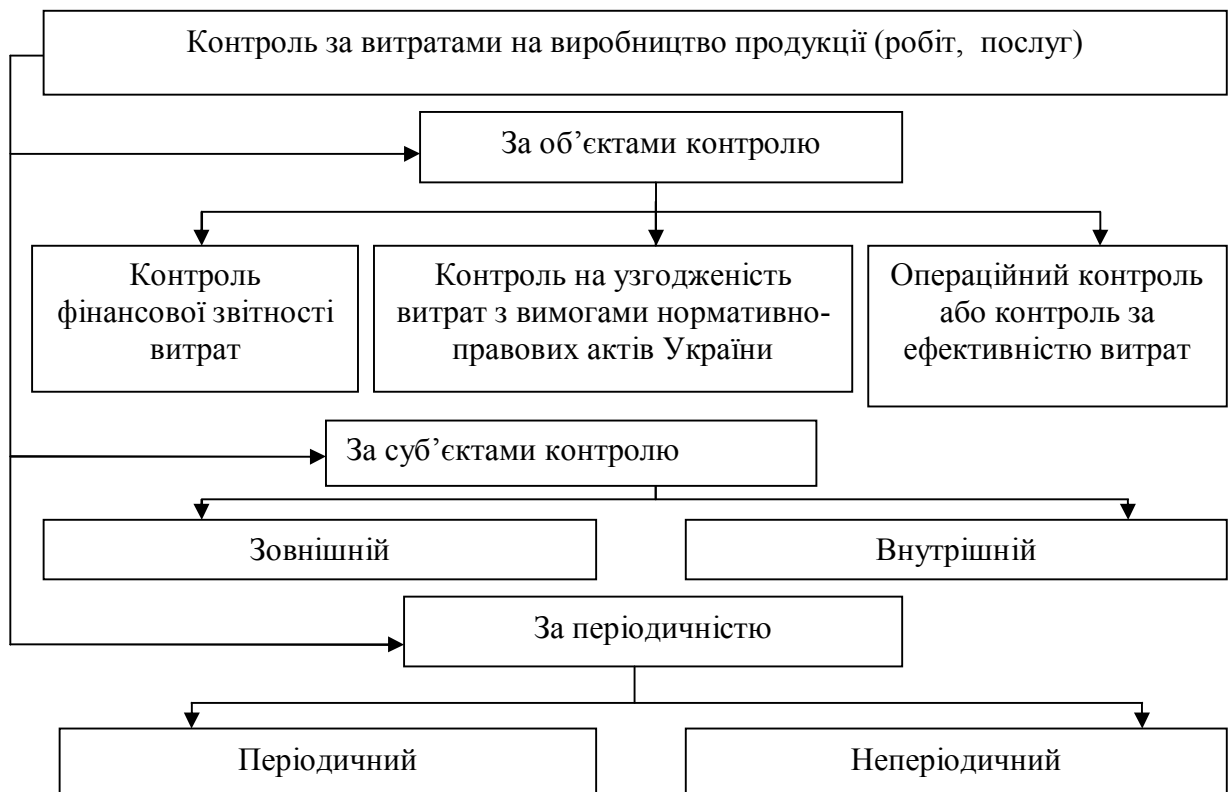 Контроль за витратами на виробництво продукції (робіт, послуг)
За об’єктами контролю
Контроль
фінансової звітності
витрат
Контроль на узгодженість
витрат з вимогами нормативно-
правових актів України
Операційний контроль
або контроль за
ефективністю витрат
За суб’єктами контролю
Зовнішній
Внутрішній
За періодичністю
Періодичний
Неперіодичний